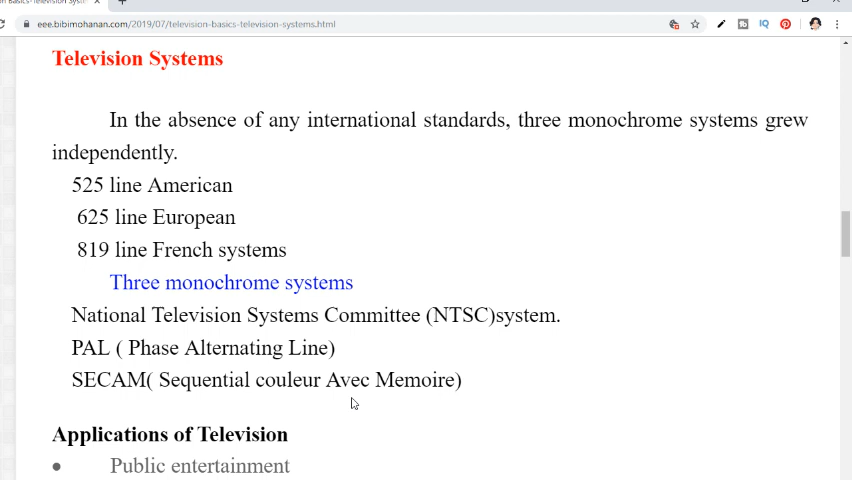 eee.bibimohanan.com/2019/07/television-basics-television-systems.html
Television Systems
In the absence of any international standards, three monochrome systems grew
independently.
525 line American
625 line European
819 line French systems
Three monochrome systems
National Television Systems Committee (NTSC)system.
PAL ( Phase Alternating Line)
SECAM( Sequential couleur Avec Memoire)
Applications of Television
● Public entertainment